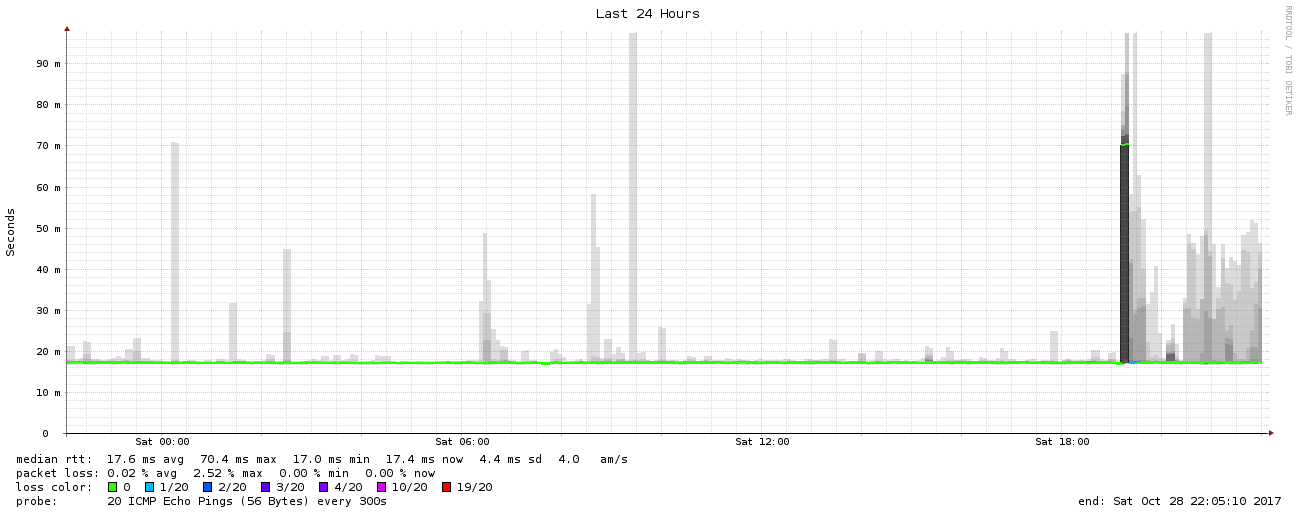 Last 24 Hours
RRDTOOL / TOBI OETIKER
Seconds
90 m
80 m
70 m
60 m
50 m
40 m
30 m
20 m
10 m
0
Sat 00:00 Sat 06:00 Sat 12:00 Sat 18:00
median rtt: 17.6 ms avg 70.4 ms max 17.0 ms min 17.4 ms now 4.4 ms sd 4.0 am/s
packet loss: 0.02 % avg 2.52 % max 0.00 % min 0.00 % now
loss color: 0 1/20 2/20 3/20 4/20 10/20 19/20
probe: 20 ICMP Echo Pings (56 Bytes) every 300s end: Sat Oct 28 22:05:10 2017